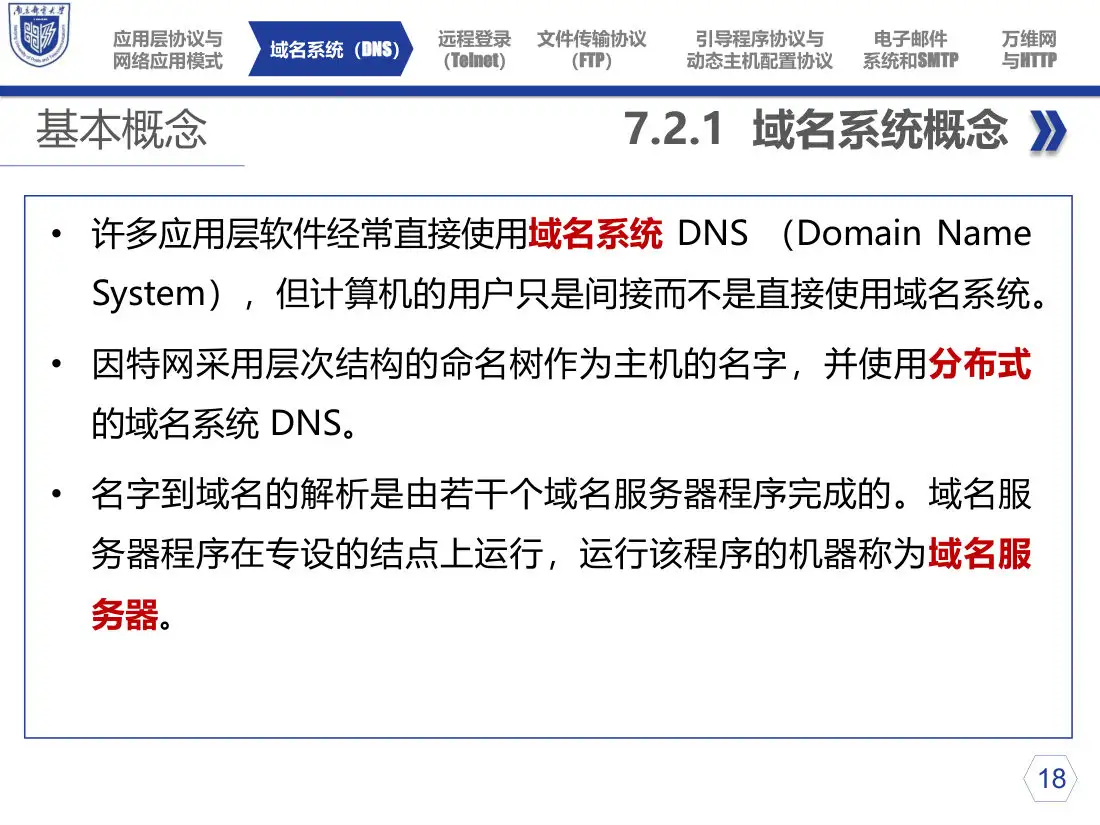 南京邮电大学
应用层协议与
网络应用模式
域名系统（DNS）
远程登录
（Telnet）
文件传输协议
（FTP）
引导程序协议与
动态主机配置协议
电子邮件
系统和SMTP
万维网
与HTTP
基本概念
7.2.1 域名系统概念
• 许多应用层软件经常直接使用域名系统 DNS （Domain Name
System），但计算机的用户只是间接而不是直接使用域名系统。
• 因特网采用层次结构的命名树作为主机的名字，并使用分布式
的域名系统 DNS。
• 名字到域名的解析是由若干个域名服务器程序完成的。域名服
务器程序在专设的结点上运行，运行该程序的机器称为域名服
务器。
18